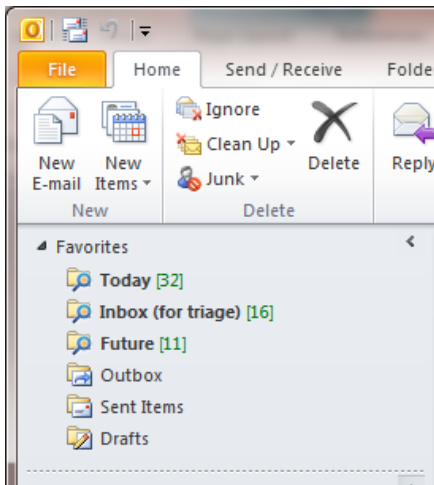 File Home Send / Receive Folde
Ignore
Clean Up
Junk
New E-mail
New Items
Delete
Reply
New Delete
Favorites
Today [32]
Inbox (for triage) [16]
Future [11]
Outbox
Sent Items
Drafts